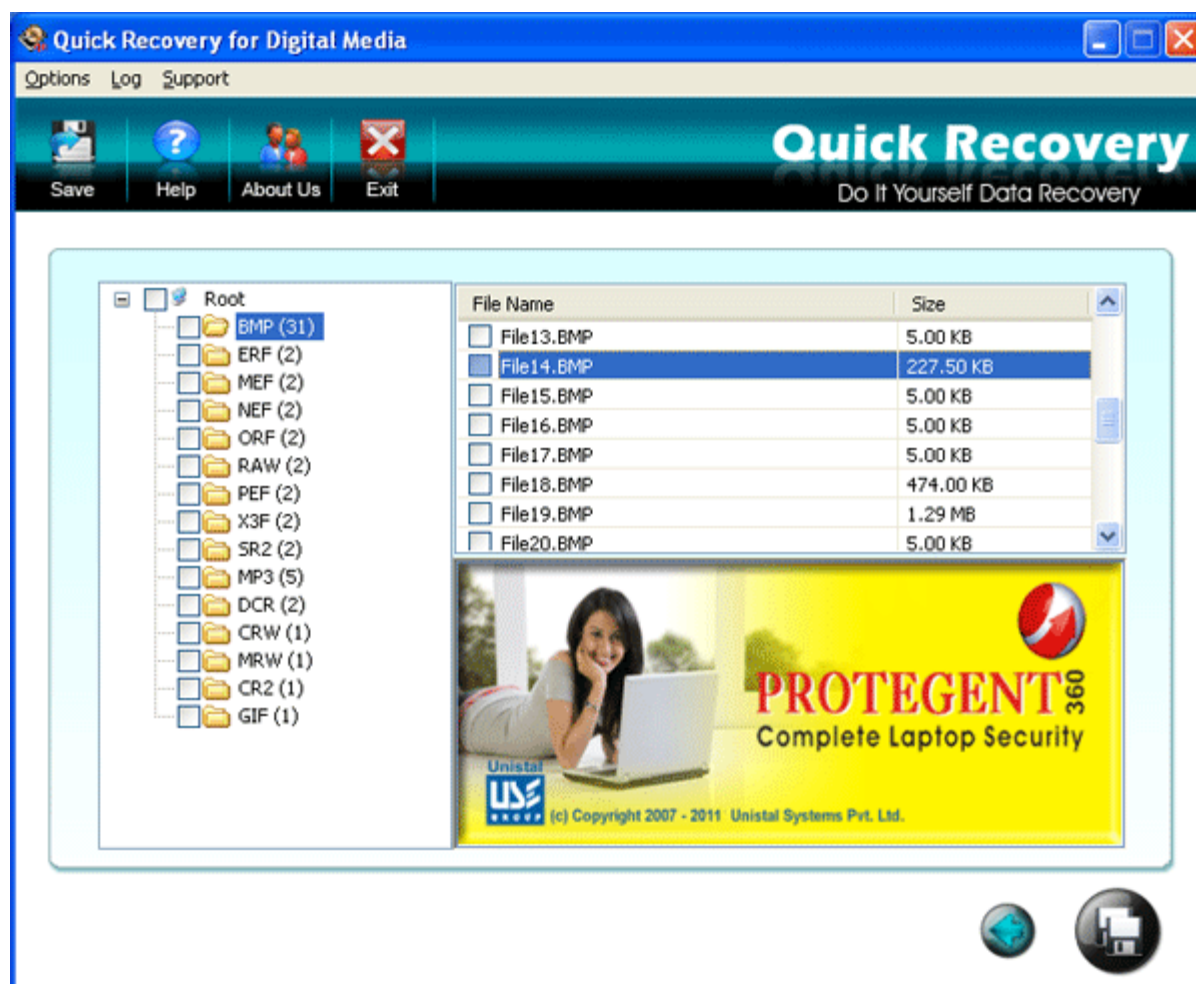 Quick Recovery for Digital Media
Options Log Support
Save Help About Us Exit
Quick Recovery
Do It Yourself Data Recovery
Root
BMP (31)
ERF (2)
MEF (2)
NEF (2)
ORF (2)
RAW (2)
PEF (2)
X3F (2)
SR2 (2)
MP3 (5)
DCR (2)
CRW (1)
MRW (1)
CR2 (1)
GIF (1)
File Name Size
File13.BMP 5.00 KB
File14.BMP 227.50 KB
File15.BMP 5.00 KB
File16.BMP 5.00 KB
File17.BMP 5.00 KB
File18.BMP 474.00 KB
File19.BMP 1.29 MB
File20.BMP 5.00 KB
PROTEGENT 360
Complete Laptop Security
Unistal
USE
GROUP
(c) Copyright 2007 - 2011 Unistal Systems Pvt. Ltd.